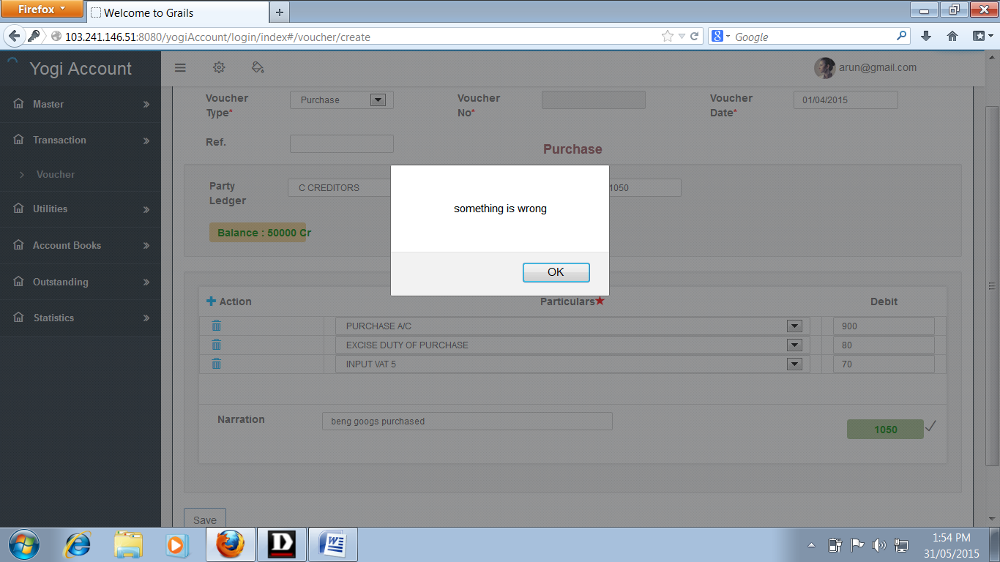 Firefox
Welcome to Grails
103.241.146.51:8080/yogiAccount/login/index#/voucher/create
Google
Yogi Account
arun@gmail.com
Master
Transaction
Voucher
Utilities
Account Books
Outstanding
Statistics
Voucher Type* Purchase
Voucher No*
Voucher Date* 01/04/2015
Ref.
Purchase
Party Ledger C CREDITORS 1050
Balance : 50000 Cr
something is wrong
OK
Action Particulars Debit
PURCHASE A/C 900
EXCISE DUTY OF PURCHASE 80
INPUT VAT 5 70
Narration beng googs purchased
1050
Save
1:54 PM
31/05/2015